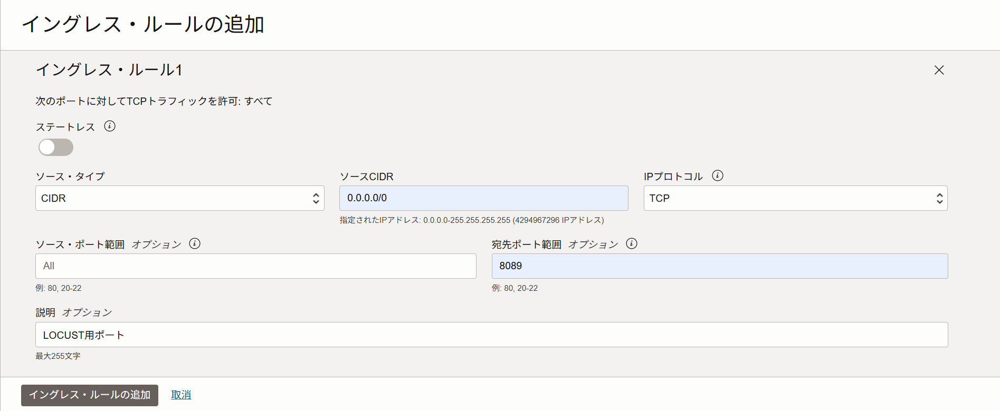 イングレス・ルールの追加
イングレス・ルール1
次のポートに対してTCPトラフィックを許可: すべて
ステートレス
ソース・タイプ
ソースCIDR
IPプロトコル
CIDR
0.0.0.0/0
TCP
指定されたIPアドレス: 0.0.0.0-255.255.255.255 (4294967296 IPアドレス)
ソース・ポート範囲 オプション
宛先ポート範囲 オプション
All
8089
例: 80, 20-22
例: 80, 20-22
説明 オプション
LOCUST用ポート
最大255文字
イングレス・ルールの追加
取消